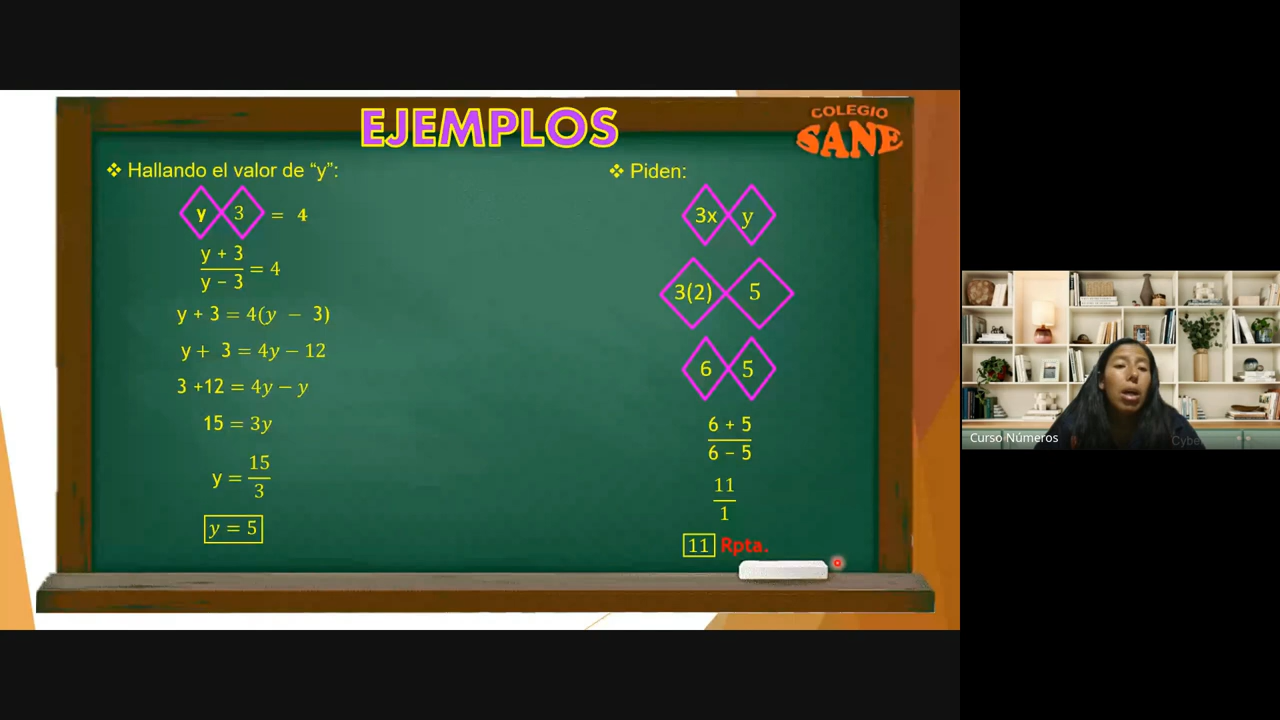 EJEMPLOS
COLEGIO
SANE
❖ Hallando el valor de “y”:
y 3 = 4
y + 3
y − 3
= 4
y + 3 = 4(y − 3)
y + 3 = 4y − 12
3 +12 = 4y − y
15 = 3y
y = 15
3
y = 5
❖ Piden:
3x y
3(2) 5
6 5
6 + 5
6 − 5
11
1
11 Rpta.
Curso Números